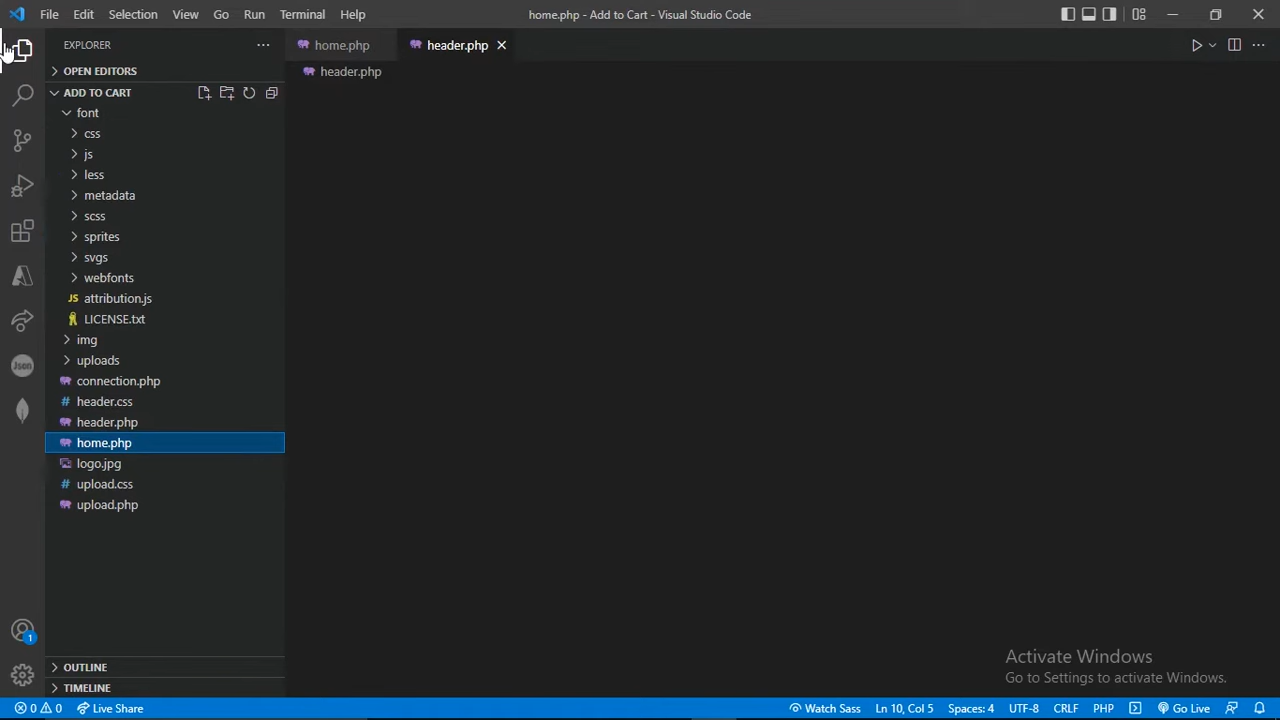 File Edit Selection View Go Run Terminal Help home.php - Add to Cart - Visual Studio Code
EXPLORER home.php header.php
OPEN EDITORS header.php
ADD TO CART
font
css
js
less
metadata
scss
sprites
svgs
webfonts
JS attribution.js
LICENSE.txt
img
uploads
connection.php
# header.css
header.php
home.php
logo.jpg
# upload.css
upload.php
Json
1
Activate Windows
Go to Settings to activate Windows.
OUTLINE
TIMELINE
0 0 Live Share Watch Sass Ln 10, Col 5 Spaces: 4 UTF-8 CRLF PHP Go Live